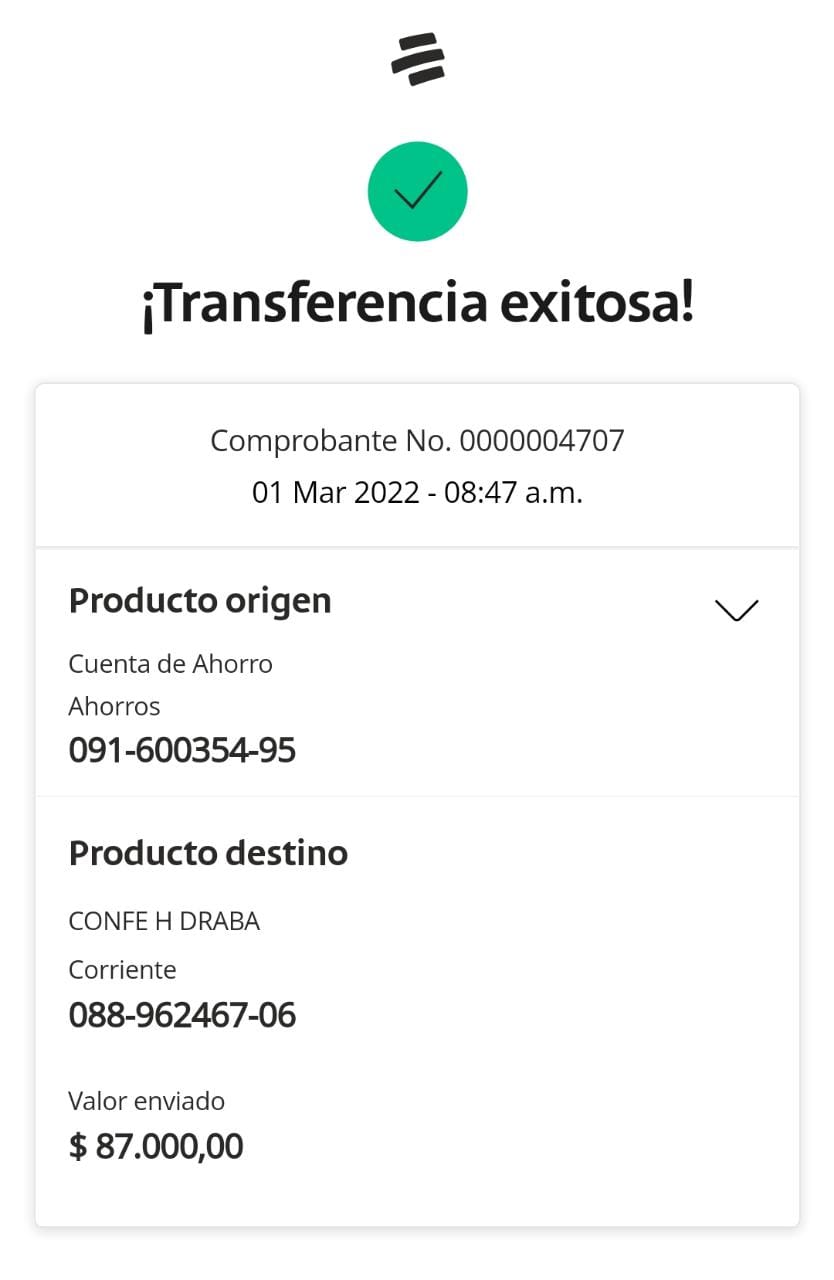 ¡Transferencia exitosa!
Comprobante No. 0000004707
01 Mar 2022 - 08:47 a.m.
Producto origen
Cuenta de Ahorro
Ahorros
091-600354-95
Producto destino
CONFE H DRABA
Corriente
088-962467-06
Valor enviado
$ 87.000,00